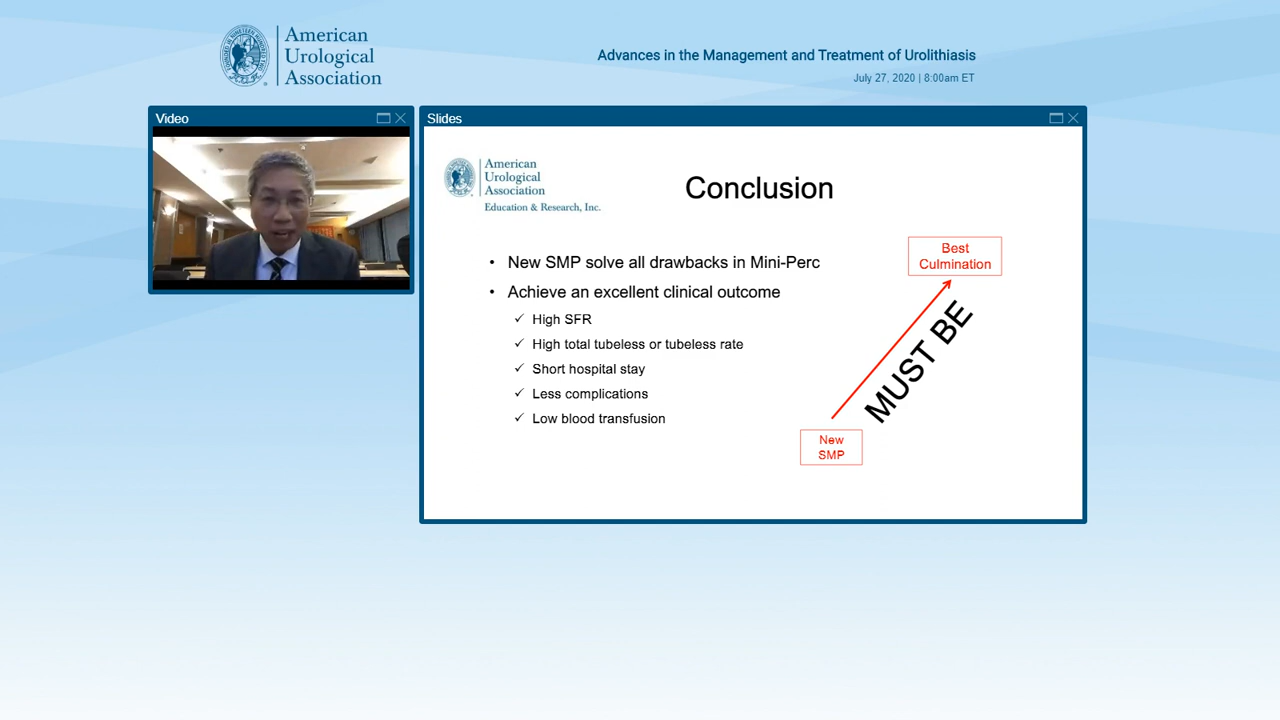 American
Urological
Association
Advances in the Management and Treatment of Urolithiasis
July 27, 2020 | 8:00am ET
Video
Slides
American
Urological
Association
Education & Research, Inc.
Conclusion
• New SMP solve all drawbacks in Mini-Perc
• Achieve an excellent clinical outcome
✓ High SFR
✓ High total tubeless or tubeless rate
✓ Short hospital stay
✓ Less complications
✓ Low blood transfusion
Best
Culmination
MUST BE
New
SMP